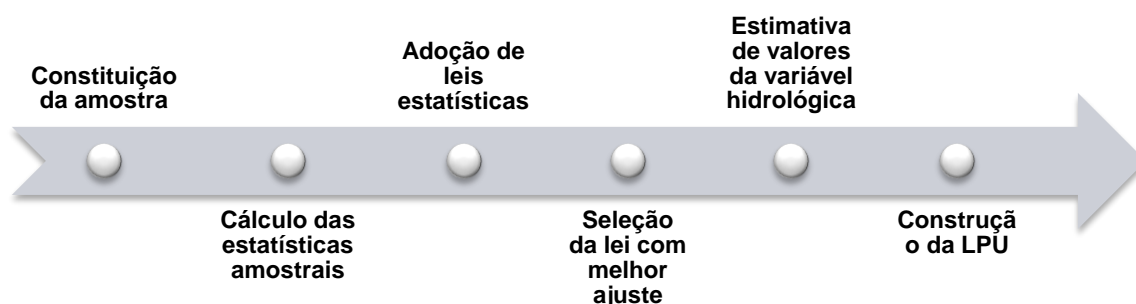 Constituição
da amostra
Cálculo das
estatísticas
amostrais
Adoção de
leis
estatísticas
Seleção
da lei com
melhor
ajuste
Estimativa
de valores
da variável
hidrológica
Construçã
o da LPU